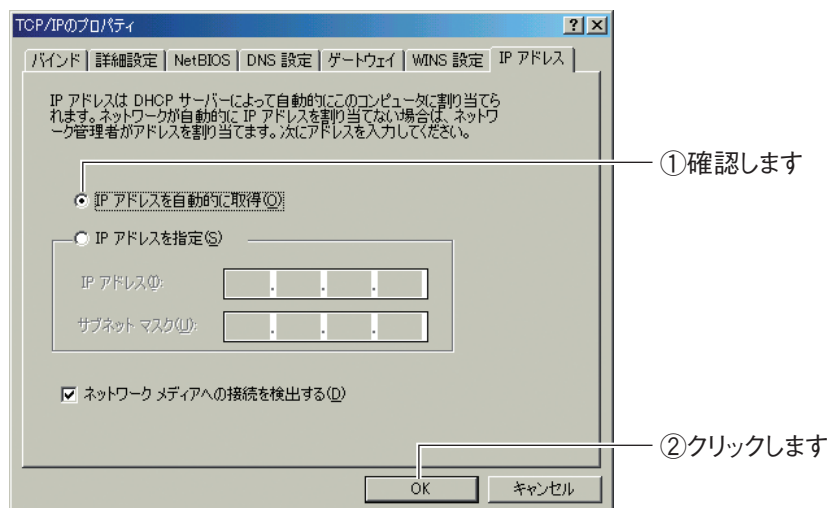 TCP/IPのプロパティ
バインド 詳細設定 NetBIOS DNS 設定 ゲートウェイ WINS 設定 IP アドレス
IP アドレスは DHCP サーバーによって自動的にこのコンピュータに割り当てら
れます。ネットワークが自動的に IP アドレスを割り当てない場合は、ネットワ
ーク管理者がアドレスを割り当てます。次にアドレスを入力してください。
①確認します
IP アドレスを自動的に取得(O)
IP アドレスを指定(S)
IP アドレス(I):
サブネット マスク(U):
ネットワーク メディアへの接続を検出する(D)
②クリックします
OK キャンセル